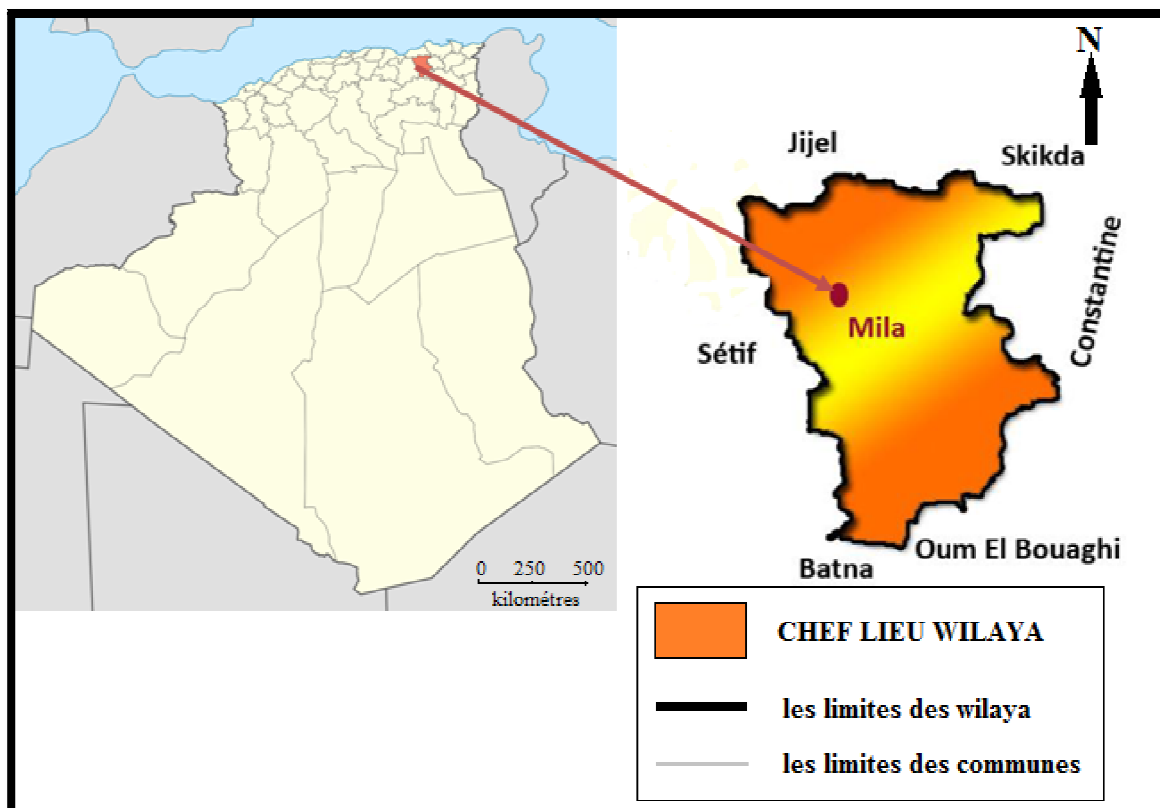 N
Jijel
Skikda
Constantine
Mila
Sétif
Oum El Bouaghi
Batna
0 250 500
kilométres
CHEF LIEU WILAYA
les limites des wilaya
les limites des communes